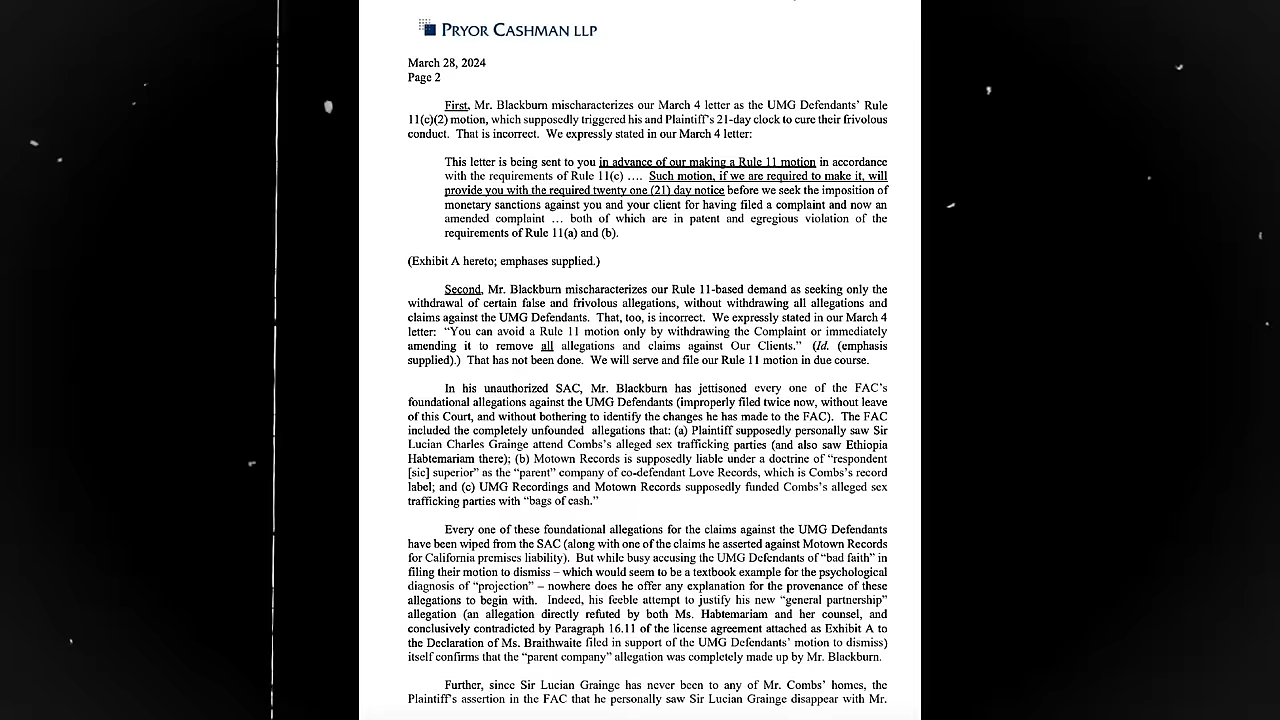 PRYOR CASHMAN LLP
March 28, 2024
Page 2
First, Mr. Blackburn mischaracterizes our March 4 letter as the UMG Defendants' Rule
11(c)(2) motion, which supposedly triggered his and Plaintiff's 21-day clock to cure their frivolous
conduct. That is incorrect. We expressly stated in our March 4 letter:
This letter is being sent to you in advance of our making a Rule 11 motion in accordance
with the requirements of Rule 11(c) …. Such motion, if we are required to make it, will
provide you with the required twenty one (21) day notice before we seek the imposition of
monetary sanctions against you and your client for having filed a complaint and now an
amended complaint … both of which are in patent and egregious violation of the
requirements of Rule 11(a) and (b).
(Exhibit A hereto; emphases supplied.)
Second, Mr. Blackburn mischaracterizes our Rule 11-based demand as seeking only the
withdrawal of certain false and frivolous allegations, without withdrawing all allegations and
claims against the UMG Defendants. That, too, is incorrect. We expressly stated in our March 4
letter: "You can avoid a Rule 11 motion only by withdrawing the Complaint or immediately
amending it to remove all allegations and claims against Our Clients." (Id. (emphasis
supplied).) That has not been done. We will serve and file our Rule 11 motion in due course.
In his unauthorized SAC, Mr. Blackburn has jettisoned every one of the FAC's
foundational allegations against the UMG Defendants (improperly filed twice now, without leave
of this Court, and without bothering to identify the changes he has made to the FAC). The FAC
included the completely unfounded allegations that: (a) Plaintiff supposedly personally saw Sir
Lucian Charles Grainge attend Combs's alleged sex trafficking parties (and also saw Ethiopia
Habtemariam there); (b) Motown Records is supposedly liable under a doctrine of "respondent
[sic] superior" as the "parent" company of co-defendant Love Records, which is Combs's record
label; and (c) UMG Recordings and Motown Records supposedly funded Combs's alleged sex
trafficking parties with "bags of cash."
Every one of these foundational allegations for the claims against the UMG Defendants
have been wiped from the SAC (along with one of the claims he asserted against Motown Records
for California premises liability). But while busy accusing the UMG Defendants of "bad faith" in
filing their motion to dismiss – which would seem to be a textbook example for the psychological
diagnosis of "projection" – nowhere does he offer any explanation for the provenance of these
allegations to begin with. Indeed, his feeble attempt to justify his new "general partnership"
allegation (an allegation directly refuted by both Ms. Habtemariam and her counsel, and
conclusively contradicted by Paragraph 16.11 of the license agreement attached as Exhibit A to
the Declaration of Ms. Braithwaite filed in support of the UMG Defendants' motion to dismiss)
itself confirms that the "parent company" allegation was completely made up by Mr. Blackburn.
Further, since Sir Lucian Grainge has never been to any of Mr. Combs' homes, the
Plaintiff's assertion in the FAC that he personally saw Sir Lucian Grainge disappear with Mr.